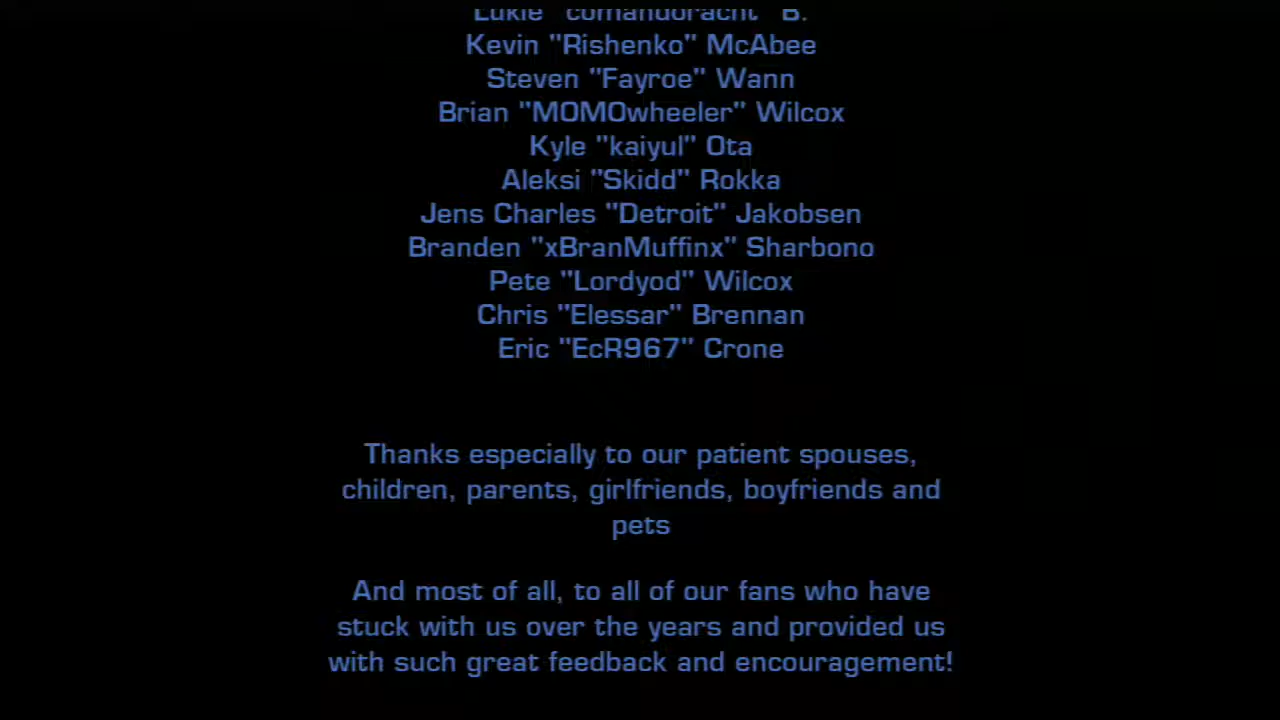 Lukie "comandoracht" B.
Kevin "Rishenko" McAbee
Steven "Fayroe" Wann
Brian "MOMOwheeler" Wilcox
Kyle "kaiyul" Ota
Aleksi "Skidd" Rokka
Jens Charles "Detroit" Jakobsen
Branden "xBranMuffinx" Sharbono
Pete "Lordyod" Wilcox
Chris "Elessar" Brennan
Eric "EcR967" Crone
Thanks especially to our patient spouses,
children, parents, girlfriends, boyfriends and
pets
And most of all, to all of our fans who have
stuck with us over the years and provided us
with such great feedback and encouragement!